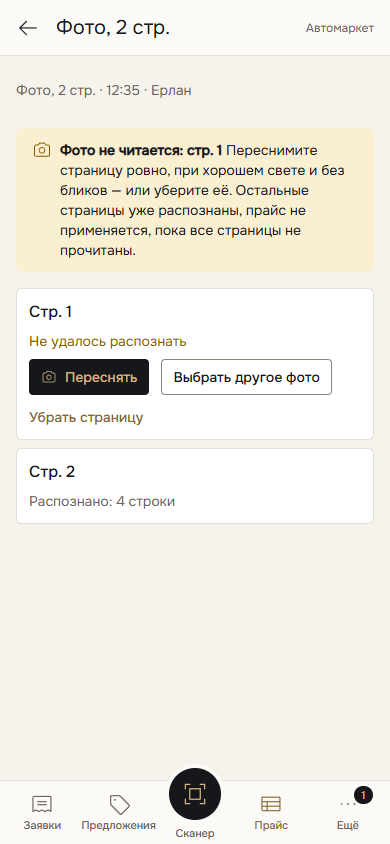 Фото, 2 стр.
Автомаркет
Фото, 2 стр. · 12:35 · Ерлан
Фото не читается: стр. 1 Переснимите
страницу ровно, при хорошем свете и без
бликов — или уберите её. Остальные
страницы уже распознаны, прайс не
применяется, пока все страницы не
прочитаны.
Стр. 1
Не удалось распознать
Переснять
Выбрать другое фото
Убрать страницу
Стр. 2
Распознано: 4 строки
Заявки
Предложения
Сканер
Прайс
1
Ещё